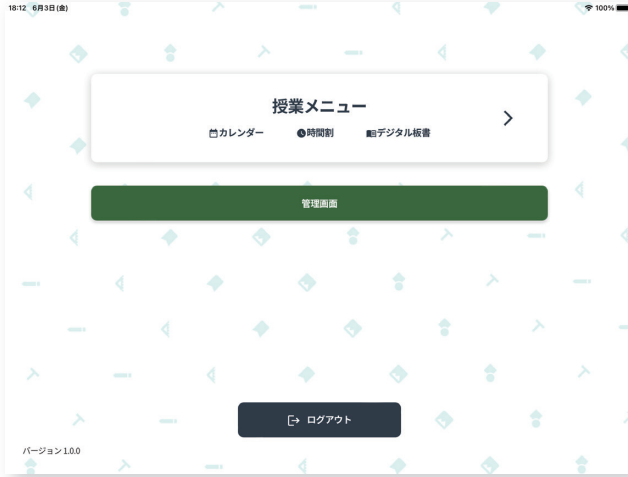 18:12 6月3日(金) 100%
授業メニュー
カレンダー 時間割 デジタル板書
管理画面
ログアウト
バージョン 1.0.0